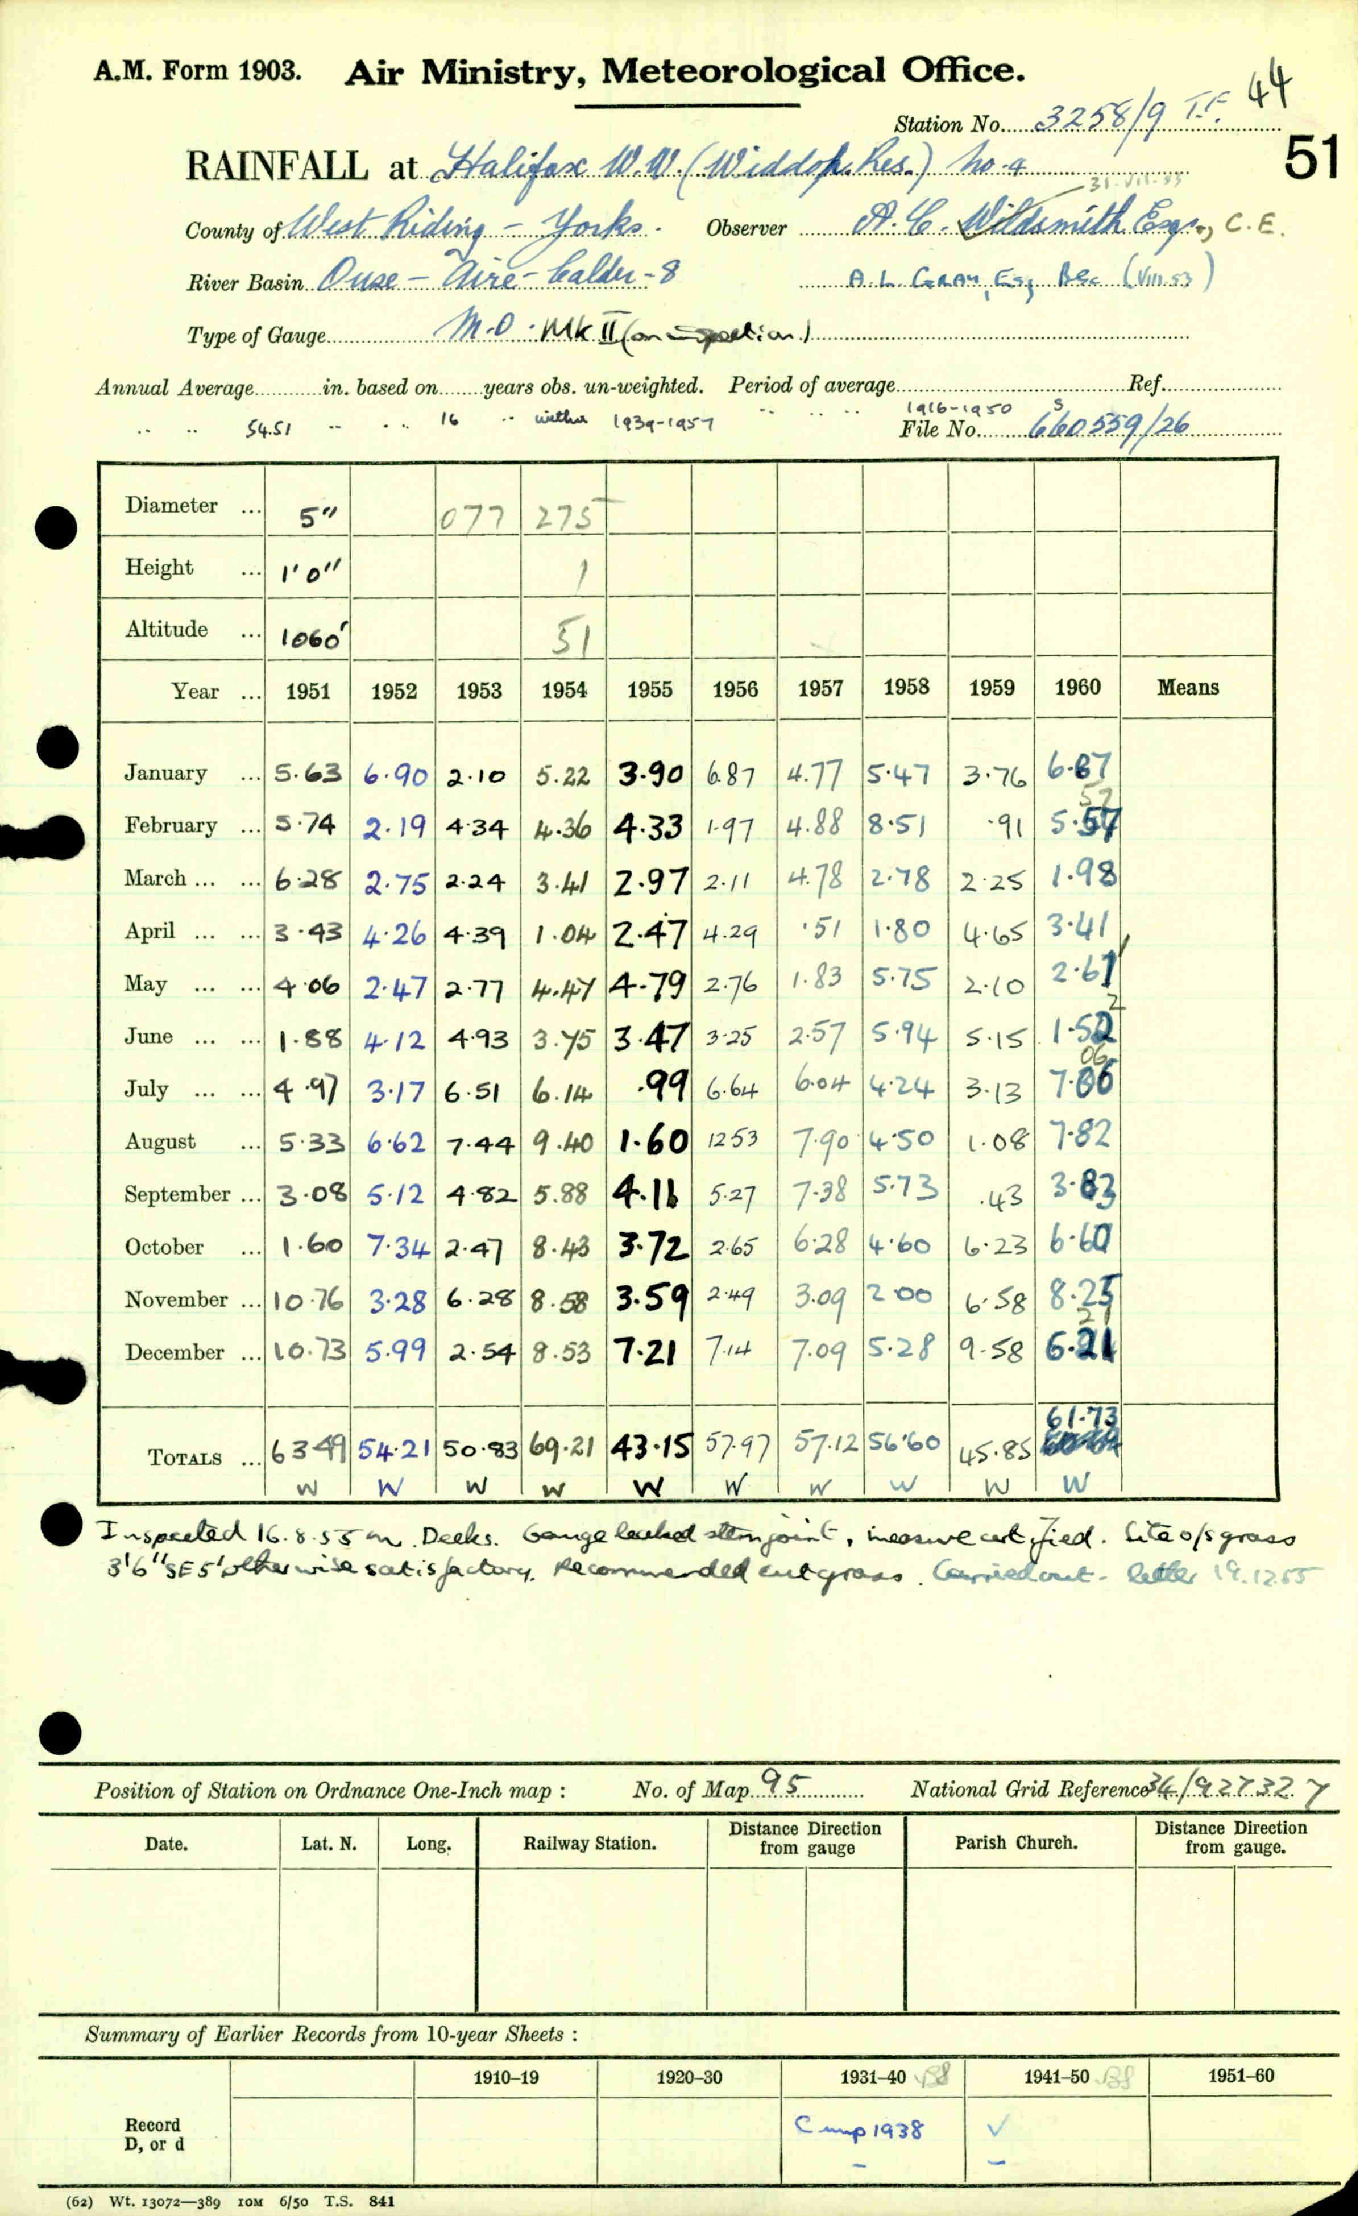 A.M. Form 1903. Air Ministry, Meteorological Office. 44
Station No. 3258/9 T.F.
51
RAINFALL at Halifax W.W. (Widdop Res.) No. 4
31.VII.53
County of West Riding - Yorks. Observer A. C. Wildsmith Esqr., C.E.
River Basin Ouse - Aire - Calder - 8 A. L. Gray, Esq BSc (VIII.53)
Type of Gauge M.O. Mk II (on inspection)
Annual Average in. based on years obs. un-weighted. Period of average Ref.
" " 54.51 " " " 16 " within 1939-1957 " " " " 1916-1950 S
File No. 660559/26
Diameter ... 5" 077 275
Height ... 1' 0" 1
Altitude ... 1060' 51
Year ... 1951 1952 1953 1954 1955 1956 1957 1958 1959 1960 Means
January ... 5.63 6.90 2.10 5.22 3.90 6.87 4.77 5.47 3.76 6.87
February ... 5.74 2.19 4.34 4.36 4.33 1.97 4.88 8.51 .91 5.57 57
March ... ... 6.28 2.75 2.24 3.41 2.97 2.11 4.78 2.78 2.25 1.98
April ... ... 3.43 4.26 4.39 1.04 2.47 4.29 .51 1.80 4.65 3.41
May ... ... 4.06 2.47 2.77 4.47 4.79 2.76 1.83 5.75 2.10 2.61 1
June ... ... 1.88 4.12 4.93 3.75 3.47 3.25 2.57 5.94 5.15 1.52 2
July ... ... 4.97 3.17 6.51 6.14 .99 6.64 6.04 4.24 3.13 7.06 06
August ... 5.33 6.62 7.44 9.40 1.60 12.53 7.90 4.50 1.08 7.82
September ... 3.08 5.12 4.82 5.88 4.11 5.27 7.38 5.73 .43 3.83
October ... 1.60 7.34 2.47 8.43 3.72 2.65 6.28 4.60 6.23 6.60
November ... 10.76 3.28 6.28 8.58 3.59 2.49 3.09 2.00 6.58 8.25
December ... 10.73 5.99 2.54 8.53 7.21 7.14 7.09 5.28 9.58 6.21 21
TOTALS ... 63.49 54.21 50.83 69.21 43.15 57.97 57.12 56.60 45.85 61.73
W W W W W W W W W W
Inspected 16.8.55 Mr. Deeks. Gauge leaked stem joint, measure certified. Site o/s grass
3'6" SE 5' otherwise satisfactory. Recommended cut grass. Carried out - letter 19.12.55
Position of Station on Ordnance One-Inch map : No. of Map 95 National Grid Reference 34/927327
Date. Lat. N. Long. Railway Station. Distance from gauge Direction Parish Church. Distance from gauge. Direction
Summary of Earlier Records from 10-year Sheets :
1910–19 1920–30 1931–40 1941–50 1951–60
Record D, or d Comp 1938 ✓
- -
(62) Wt. 13072—389 10M 6/50 T.S. 841